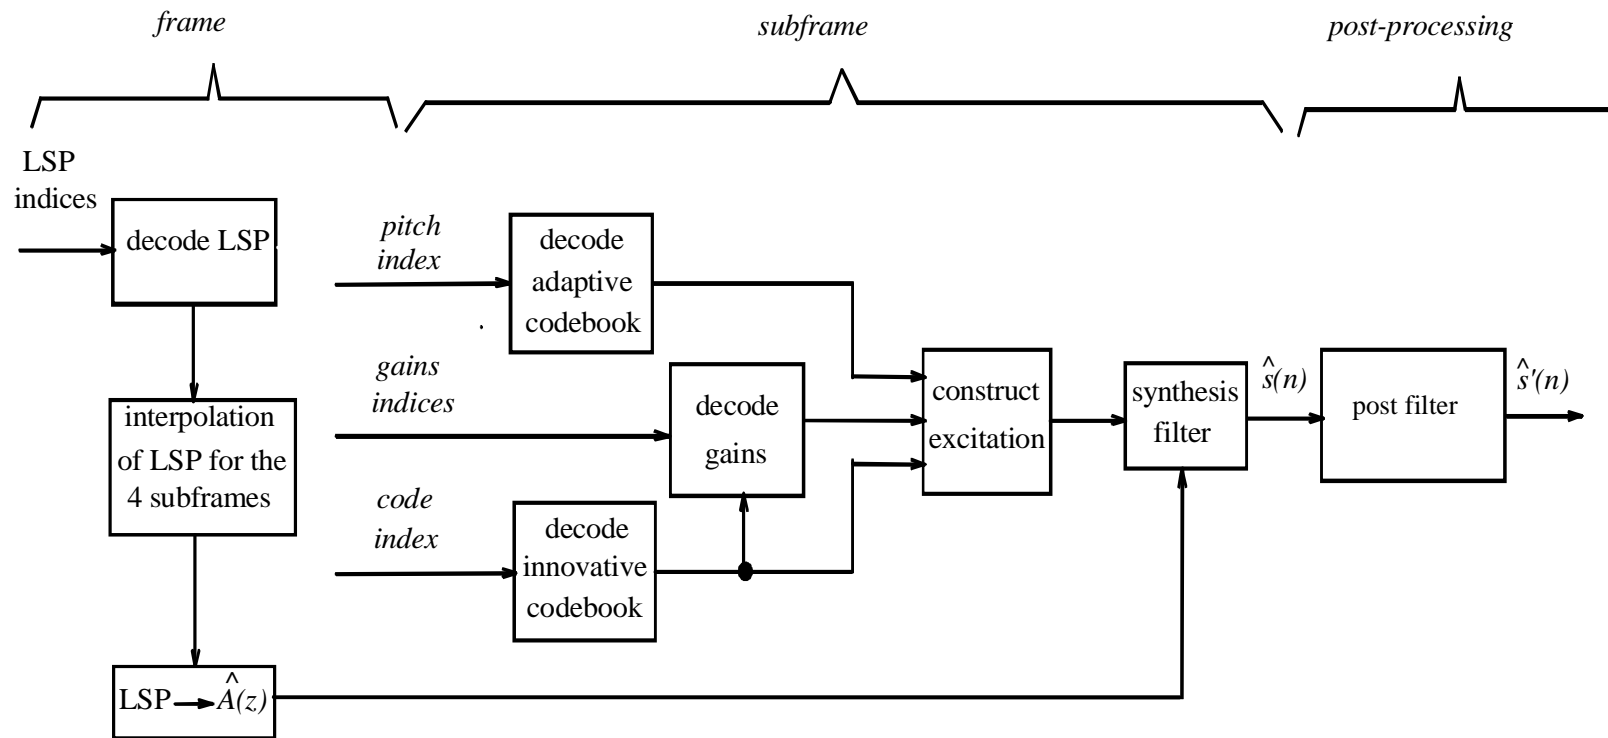 frame
subframe
post-processing
LSP
indices
decode LSP
interpolation
of LSP for the
4 subframes
LSP → Â(z)
pitch
index
decode
adaptive
codebook
gains
indices
decode
gains
code
index
decode
innovative
codebook
construct
excitation
synthesis
filter
ŝ(n)
post filter
ŝ'(n)